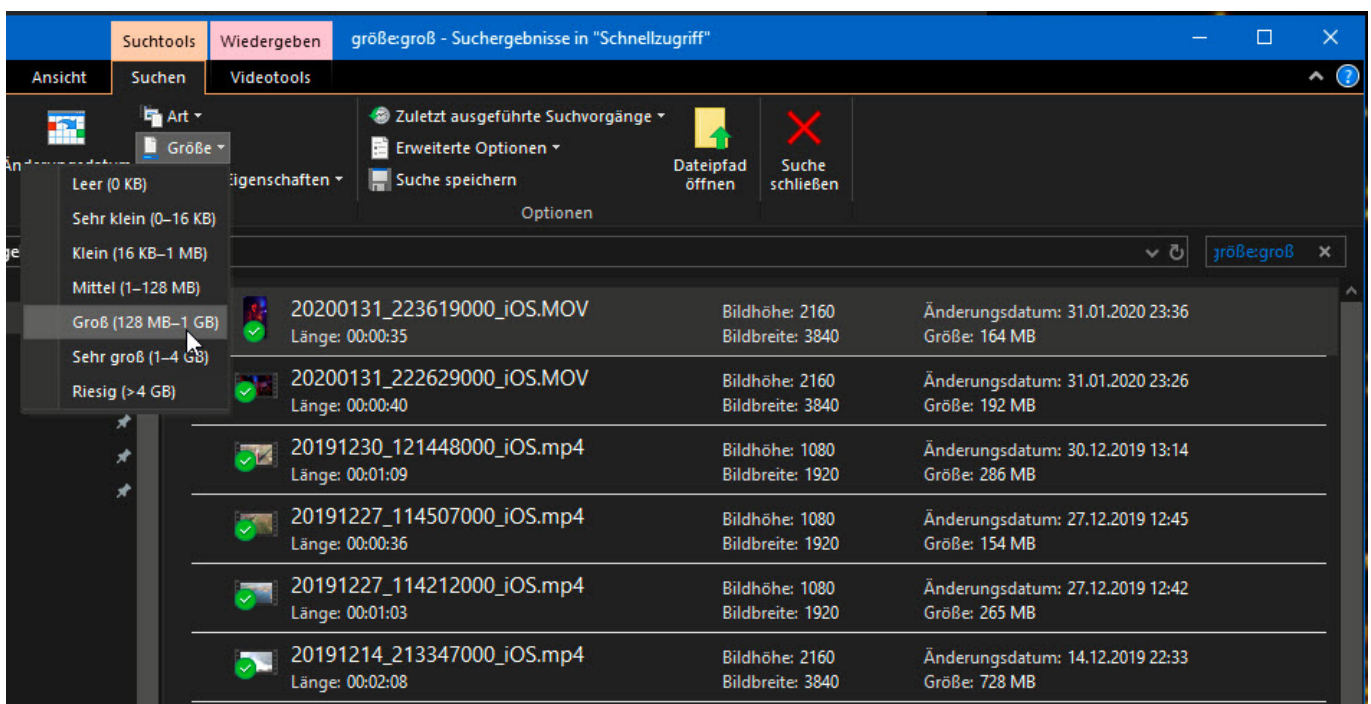 Suchtools Wiedergeben größe:groß - Suchergebnisse in "Schnellzugriff"
Ansicht Suchen Videotools
Art
Größe
Eigenschaften
Zuletzt ausgeführte Suchvorgänge
Erweiterte Optionen
Suche speichern
Dateipfad
öffnen
Suche
schließen
Optionen
Leer (0 KB)
Sehr klein (0–16 KB)
Klein (16 KB–1 MB)
Mittel (1–128 MB)
Groß (128 MB–1 GB)
Sehr groß (1–4 GB)
Riesig (>4 GB)
größe:groß
20200131_223619000_iOS.MOV Bildhöhe: 2160 Änderungsdatum: 31.01.2020 23:36
Länge: 00:00:35 Bildbreite: 3840 Größe: 164 MB
20200131_222629000_iOS.MOV Bildhöhe: 2160 Änderungsdatum: 31.01.2020 23:26
Länge: 00:00:40 Bildbreite: 3840 Größe: 192 MB
20191230_121448000_iOS.mp4 Bildhöhe: 1080 Änderungsdatum: 30.12.2019 13:14
Länge: 00:01:09 Bildbreite: 1920 Größe: 286 MB
20191227_114507000_iOS.mp4 Bildhöhe: 1080 Änderungsdatum: 27.12.2019 12:45
Länge: 00:00:36 Bildbreite: 1920 Größe: 154 MB
20191227_114212000_iOS.mp4 Bildhöhe: 1080 Änderungsdatum: 27.12.2019 12:42
Länge: 00:01:03 Bildbreite: 1920 Größe: 265 MB
20191214_213347000_iOS.mp4 Bildhöhe: 2160 Änderungsdatum: 14.12.2019 22:33
Länge: 00:02:08 Bildbreite: 3840 Größe: 728 MB